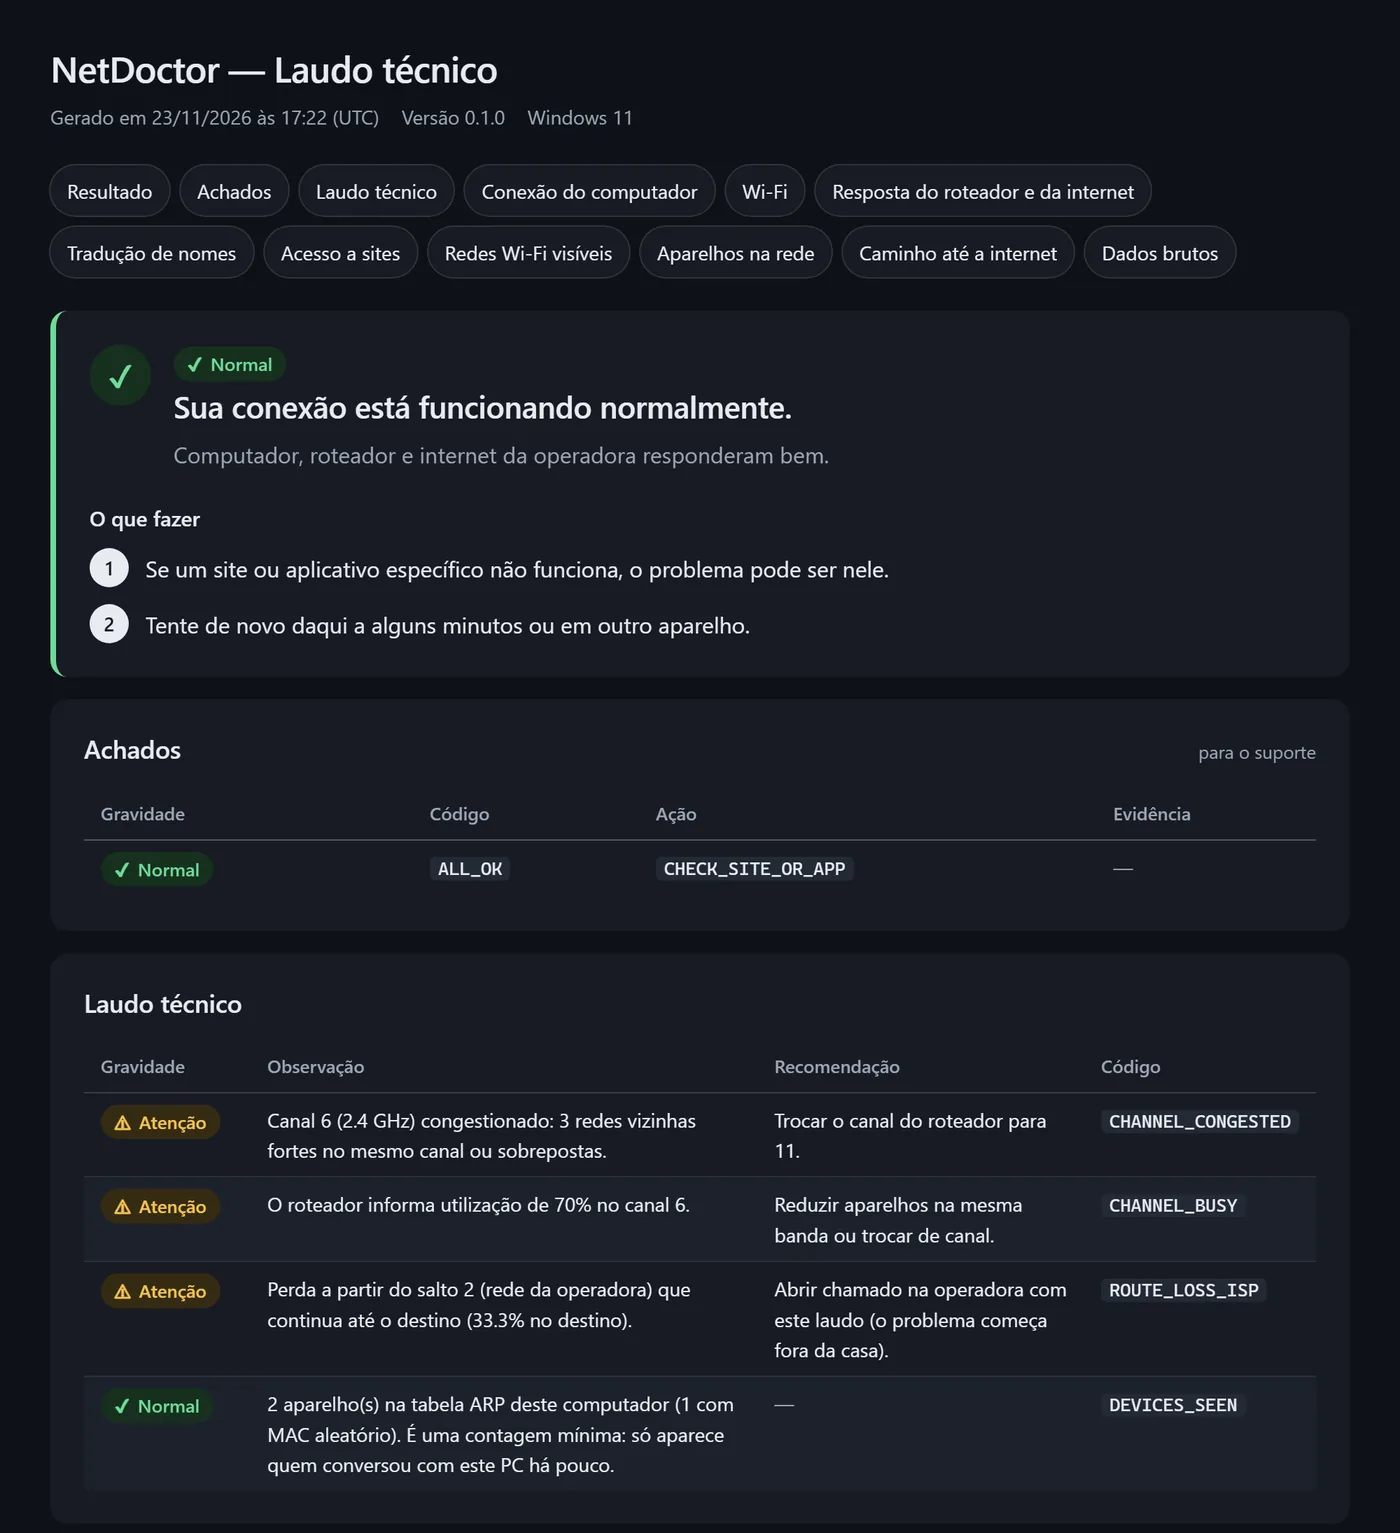 NetDoctor — Laudo técnico
Gerado em 23/11/2026 às 17:22 (UTC) Versão 0.1.0 Windows 11
Resultado Achados Laudo técnico Conexão do computador Wi-Fi Resposta do roteador e da internet
Tradução de nomes Acesso a sites Redes Wi-Fi visíveis Aparelhos na rede Caminho até a internet Dados brutos
✓ ✓ Normal
Sua conexão está funcionando normalmente.
Computador, roteador e internet da operadora responderam bem.
O que fazer
1 Se um site ou aplicativo específico não funciona, o problema pode ser nele.
2 Tente de novo daqui a alguns minutos ou em outro aparelho.
Achados para o suporte
Gravidade Código Ação Evidência
✓ Normal ALL_OK CHECK_SITE_OR_APP —
Laudo técnico
Gravidade Observação Recomendação Código
⚠ Atenção Canal 6 (2.4 GHz) congestionado: 3 redes vizinhas Trocar o canal do roteador para CHANNEL_CONGESTED
fortes no mesmo canal ou sobrepostas. 11.
⚠ Atenção O roteador informa utilização de 70% no canal 6. Reduzir aparelhos na mesma CHANNEL_BUSY
banda ou trocar de canal.
⚠ Atenção Perda a partir do salto 2 (rede da operadora) que Abrir chamado na operadora com ROUTE_LOSS_ISP
continua até o destino (33.3% no destino). este laudo (o problema começa
fora da casa).
✓ Normal 2 aparelho(s) na tabela ARP deste computador (1 com — DEVICES_SEEN
MAC aleatório). É uma contagem mínima: só aparece
quem conversou com este PC há pouco.